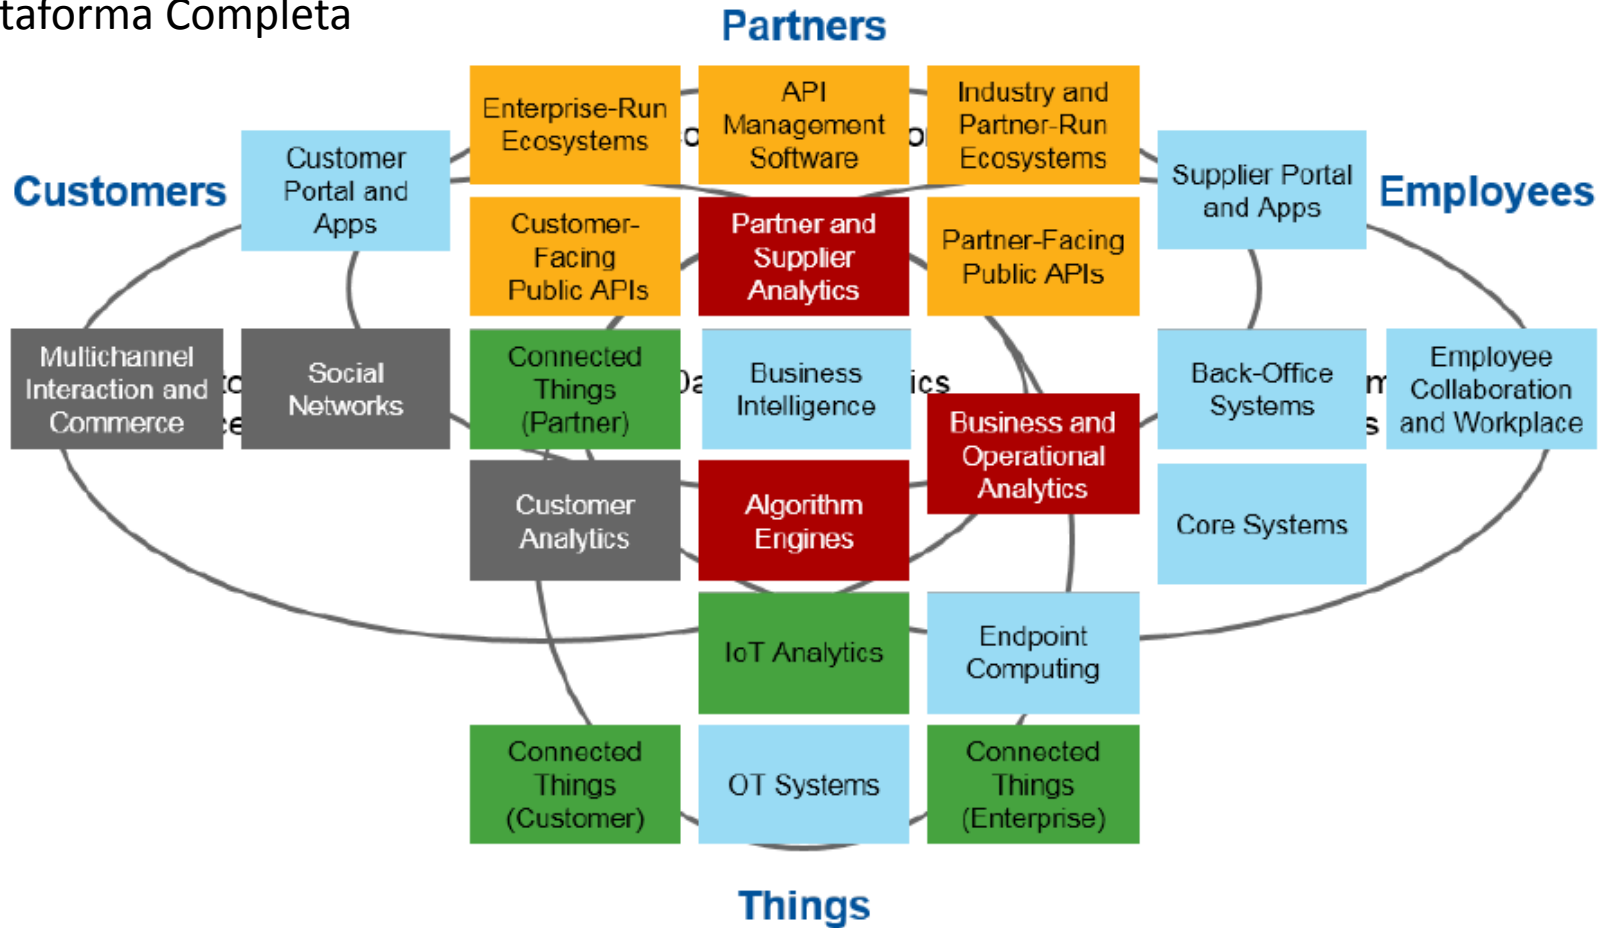 taforma Completa
Partners
Enterprise-Run
Ecosystems
API
Management
Software
Industry and
Partner-Run
Ecosystems
Customers
Customer
Portal and
Apps
Supplier Portal
and Apps
Employees
Customer-
Facing
Public APIs
Partner and
Supplier
Analytics
Partner-Facing
Public APIs
Multichannel
Interaction and
Commerce
Social
Networks
Connected
Things
(Partner)
Business
Intelligence
Business and
Operational
Analytics
Back-Office
Systems
Employee
Collaboration
and Workplace
Customer
Analytics
Algorithm
Engines
Core Systems
IoT Analytics
Endpoint
Computing
Connected
Things
(Customer)
OT Systems
Connected
Things
(Enterprise)
Things